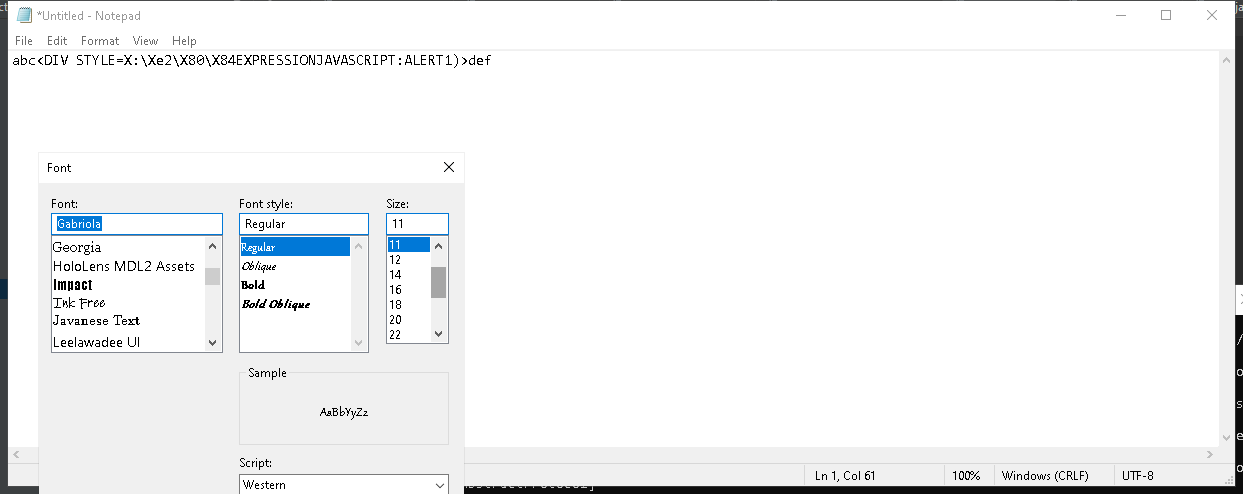 *Untitled - Notepad
File Edit Format View Help
abc<DIV STYLE=X:\Xe2\X80\X84EXPRESSIONJAVASCRIPT:ALERT1)>def
Font
Font: Font style: Size:
Gabriola Regular 11
Georgia
HoloLens MDL2 Assets
Impact
Ink Free
Javanese Text
Leelawadee UI
Regular
Oblique
Bold
Bold Oblique
11
12
14
16
18
20
22
Sample
AaBbYyZz
Script:
Western
Ln 1, Col 61 100% Windows (CRLF) UTF-8